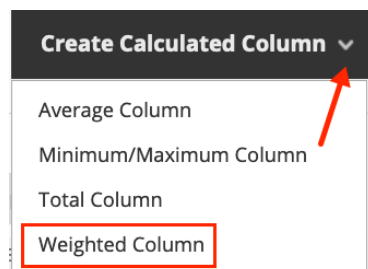 Create Calculated Column
Average Column
Minimum/Maximum Column
Total Column
Weighted Column